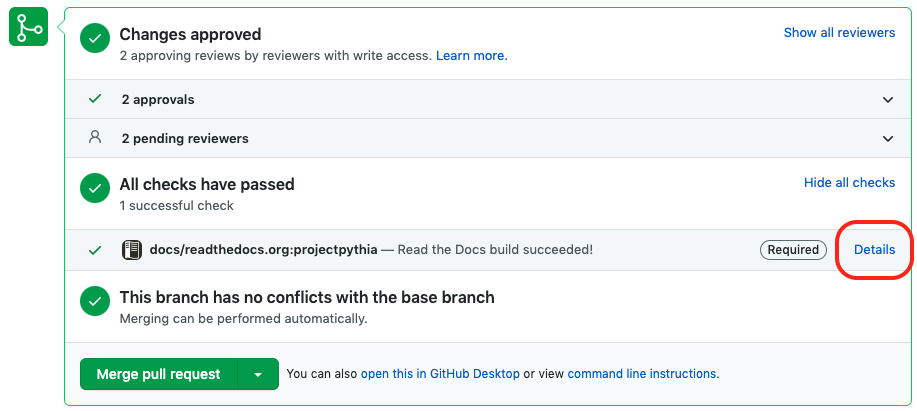 Changes approved
Show all reviewers
2 approving reviews by reviewers with write access. Learn more.
2 approvals
2 pending reviewers
All checks have passed
Hide all checks
1 successful check
docs/readthedocs.org:projectpythia — Read the Docs build succeeded!
Required
Details
This branch has no conflicts with the base branch
Merging can be performed automatically.
Merge pull request
You can also open this in GitHub Desktop or view command line instructions.